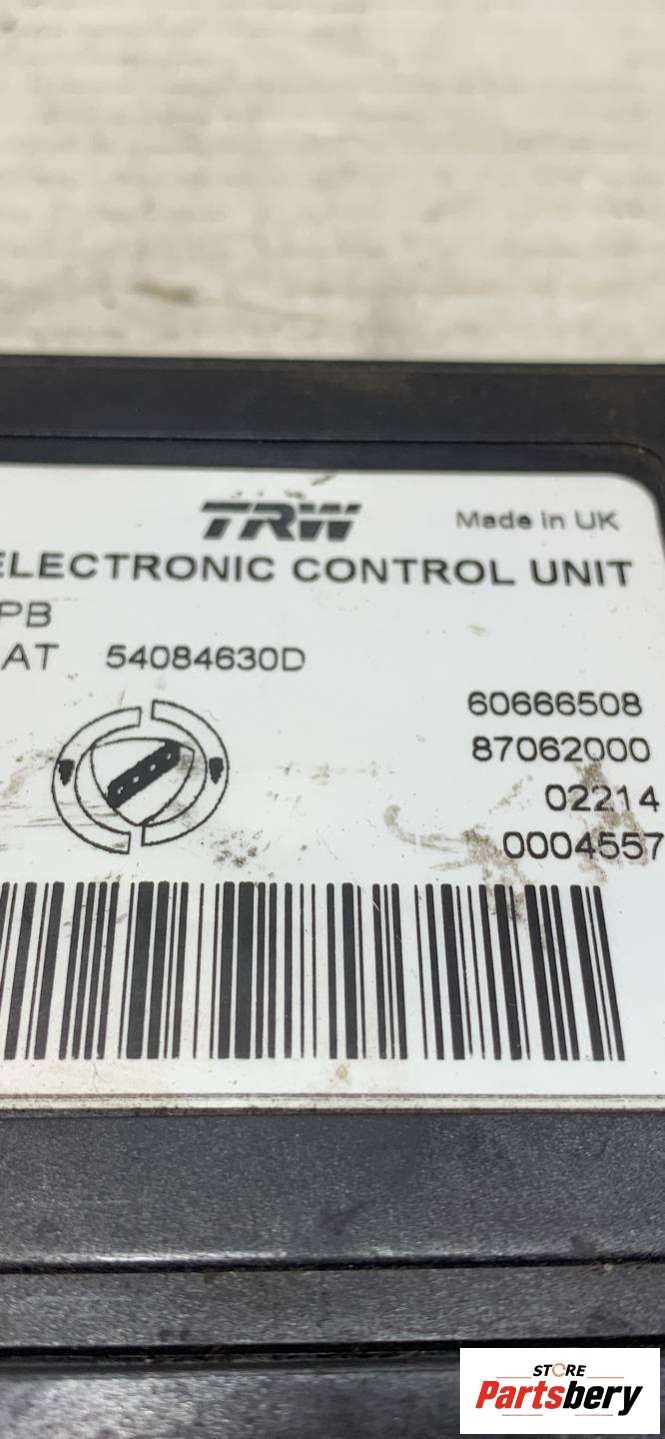 TRW Made in UK
ELECTRONIC CONTROL UNIT
PB
AT 54084630D
60666508
87062000
02214
0004557
STORE
Partsbery